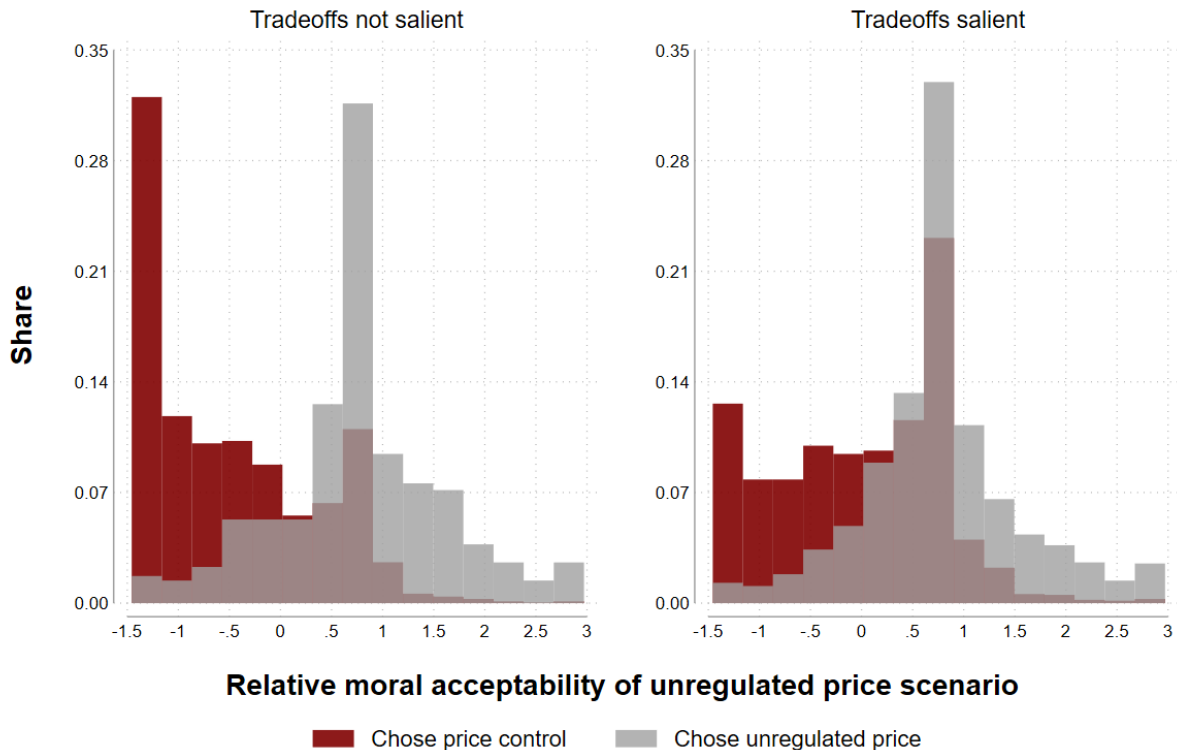 Tradeoffs not salient
Tradeoffs salient
0.35
0.28
0.21
0.14
0.07
0.00
-1.5 -1 -.5 0 .5 1 1.5 2 2.5 3
0.35
0.28
0.21
0.14
0.07
0.00
-1.5 -1 -.5 0 .5 1 1.5 2 2.5 3
Share
Relative moral acceptability of unregulated price scenario
Chose price control
Chose unregulated price